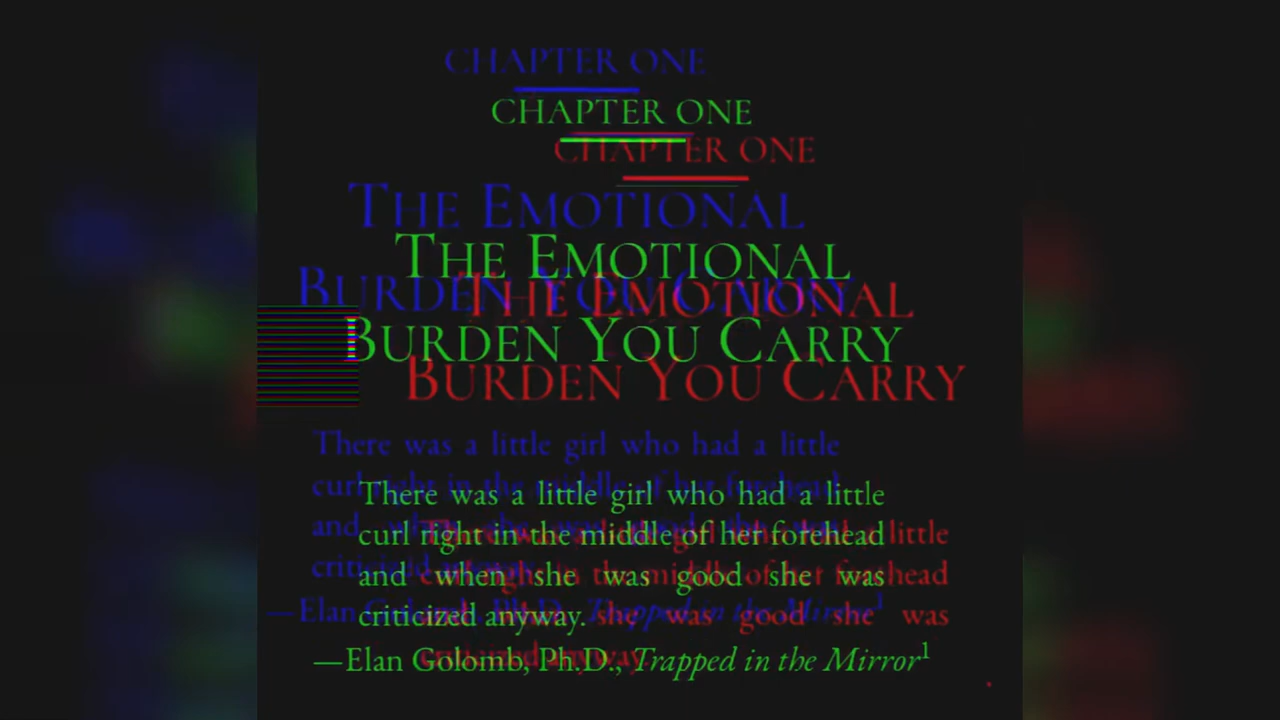 CHAPTER ONE
THE EMOTIONAL
BURDEN YOU CARRY
There was a little girl who had a little
curl right in the middle of her forehead
and when she was good she was
criticized anyway.
—Elan Golomb, Ph.D., Trapped in the Mirror1